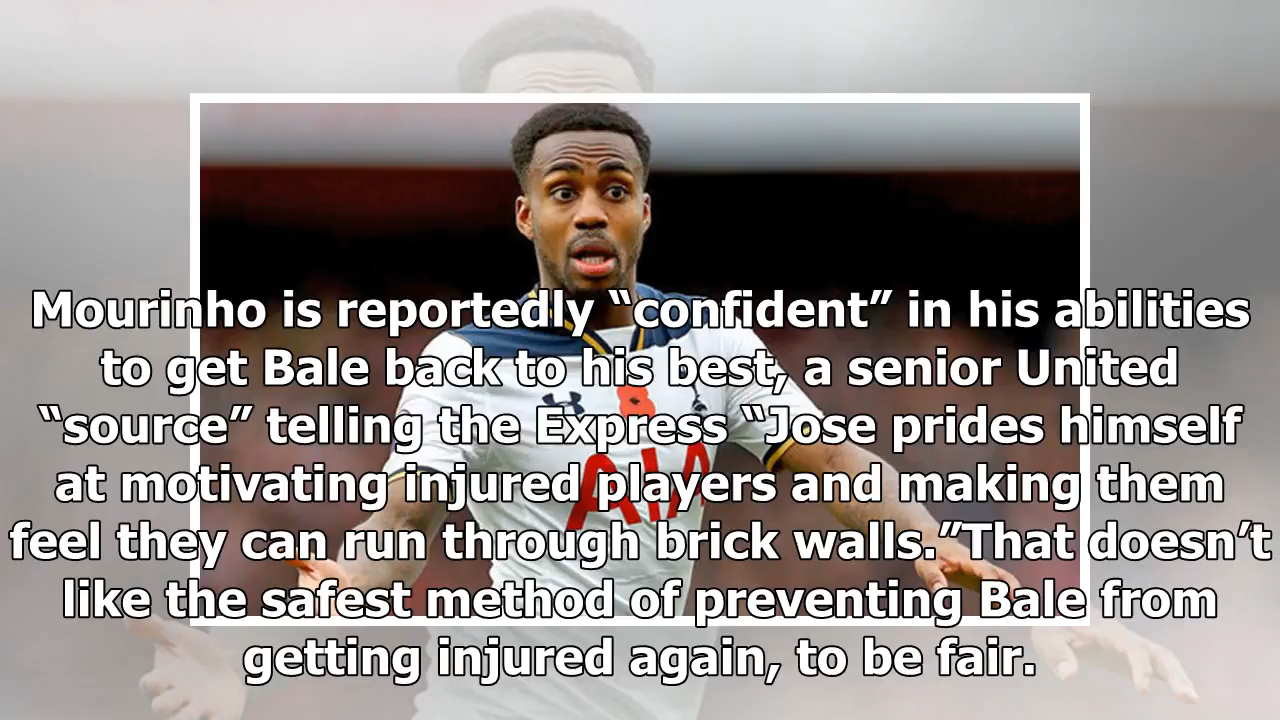 Mourinho is reportedly “confident” in his abilities
to get Bale back to his best, a senior United
“source” telling the Express “Jose prides himself
at motivating injured players and making them
feel they can run through brick walls.”That doesn’t
like the safest method of preventing Bale from
getting injured again, to be fair.
AIA